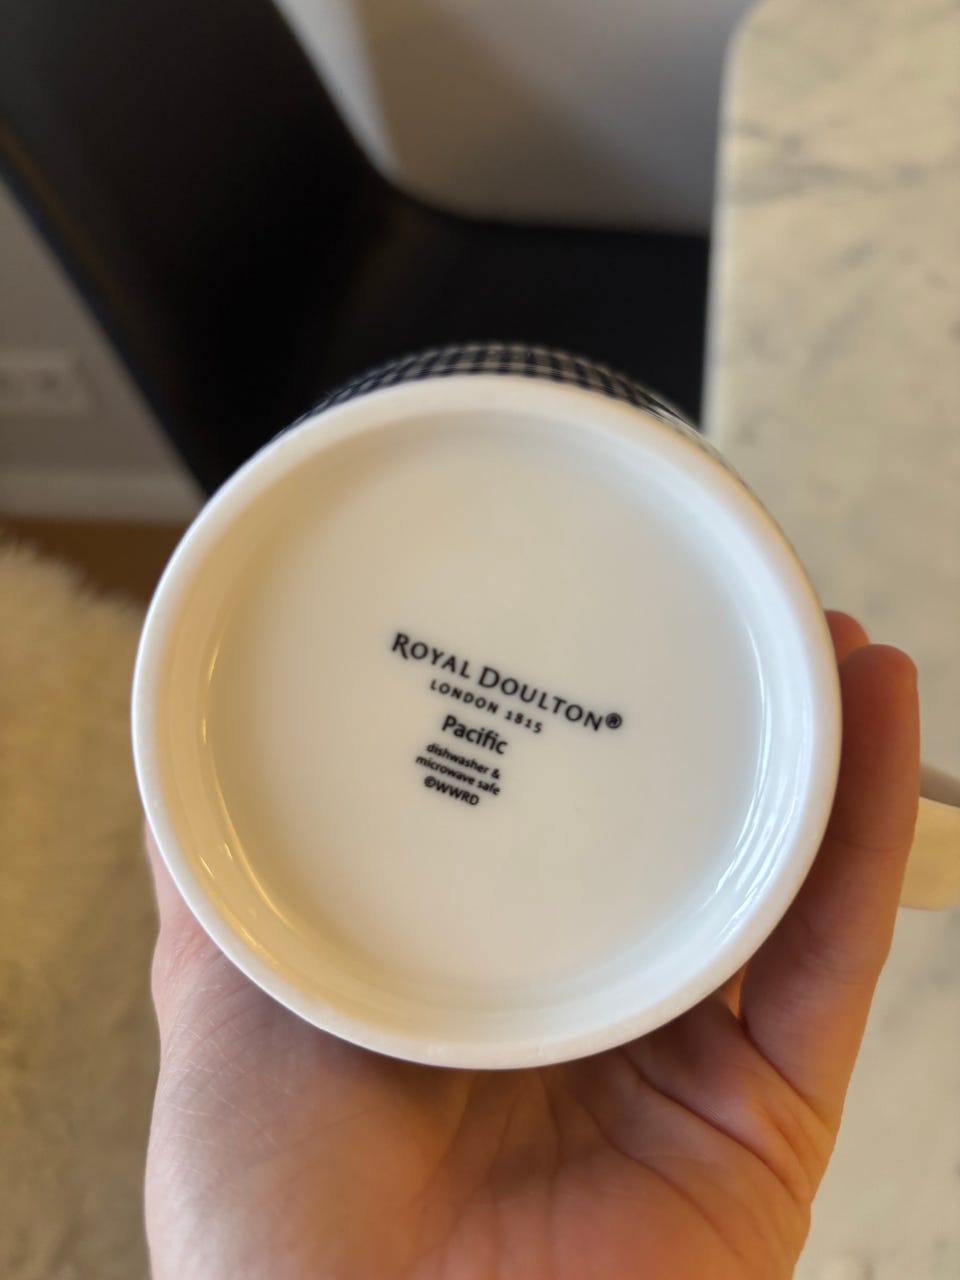 ROYAL DOULTON®
LONDON 1815
Pacific
dishwasher &
microwave safe
©WWRD